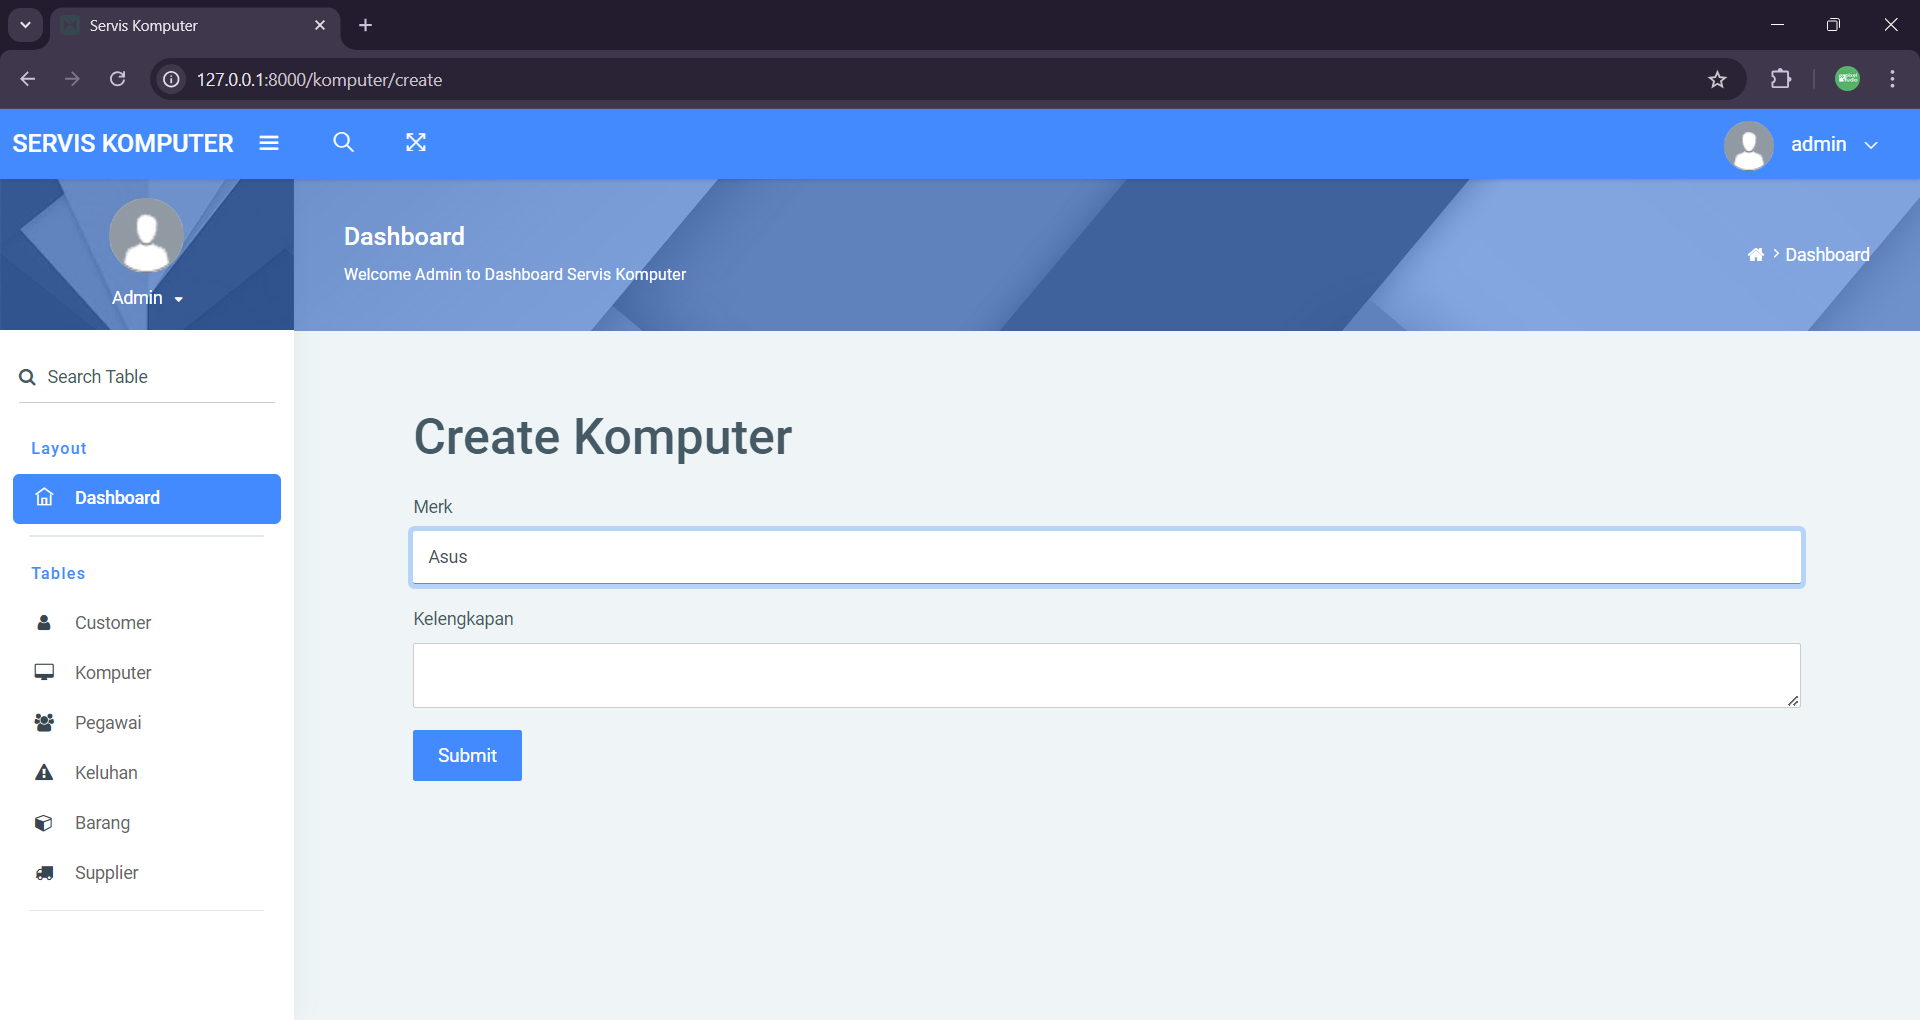 Servis Komputer
127.0.0.1:8000/komputer/create
SERVIS KOMPUTER
admin
Admin
Dashboard
Welcome Admin to Dashboard Servis Komputer
> Dashboard
Search Table
Layout
Dashboard
Tables
Customer
Komputer
Pegawai
Keluhan
Barang
Supplier
Create Komputer
Merk
Asus
Kelengkapan
Submit